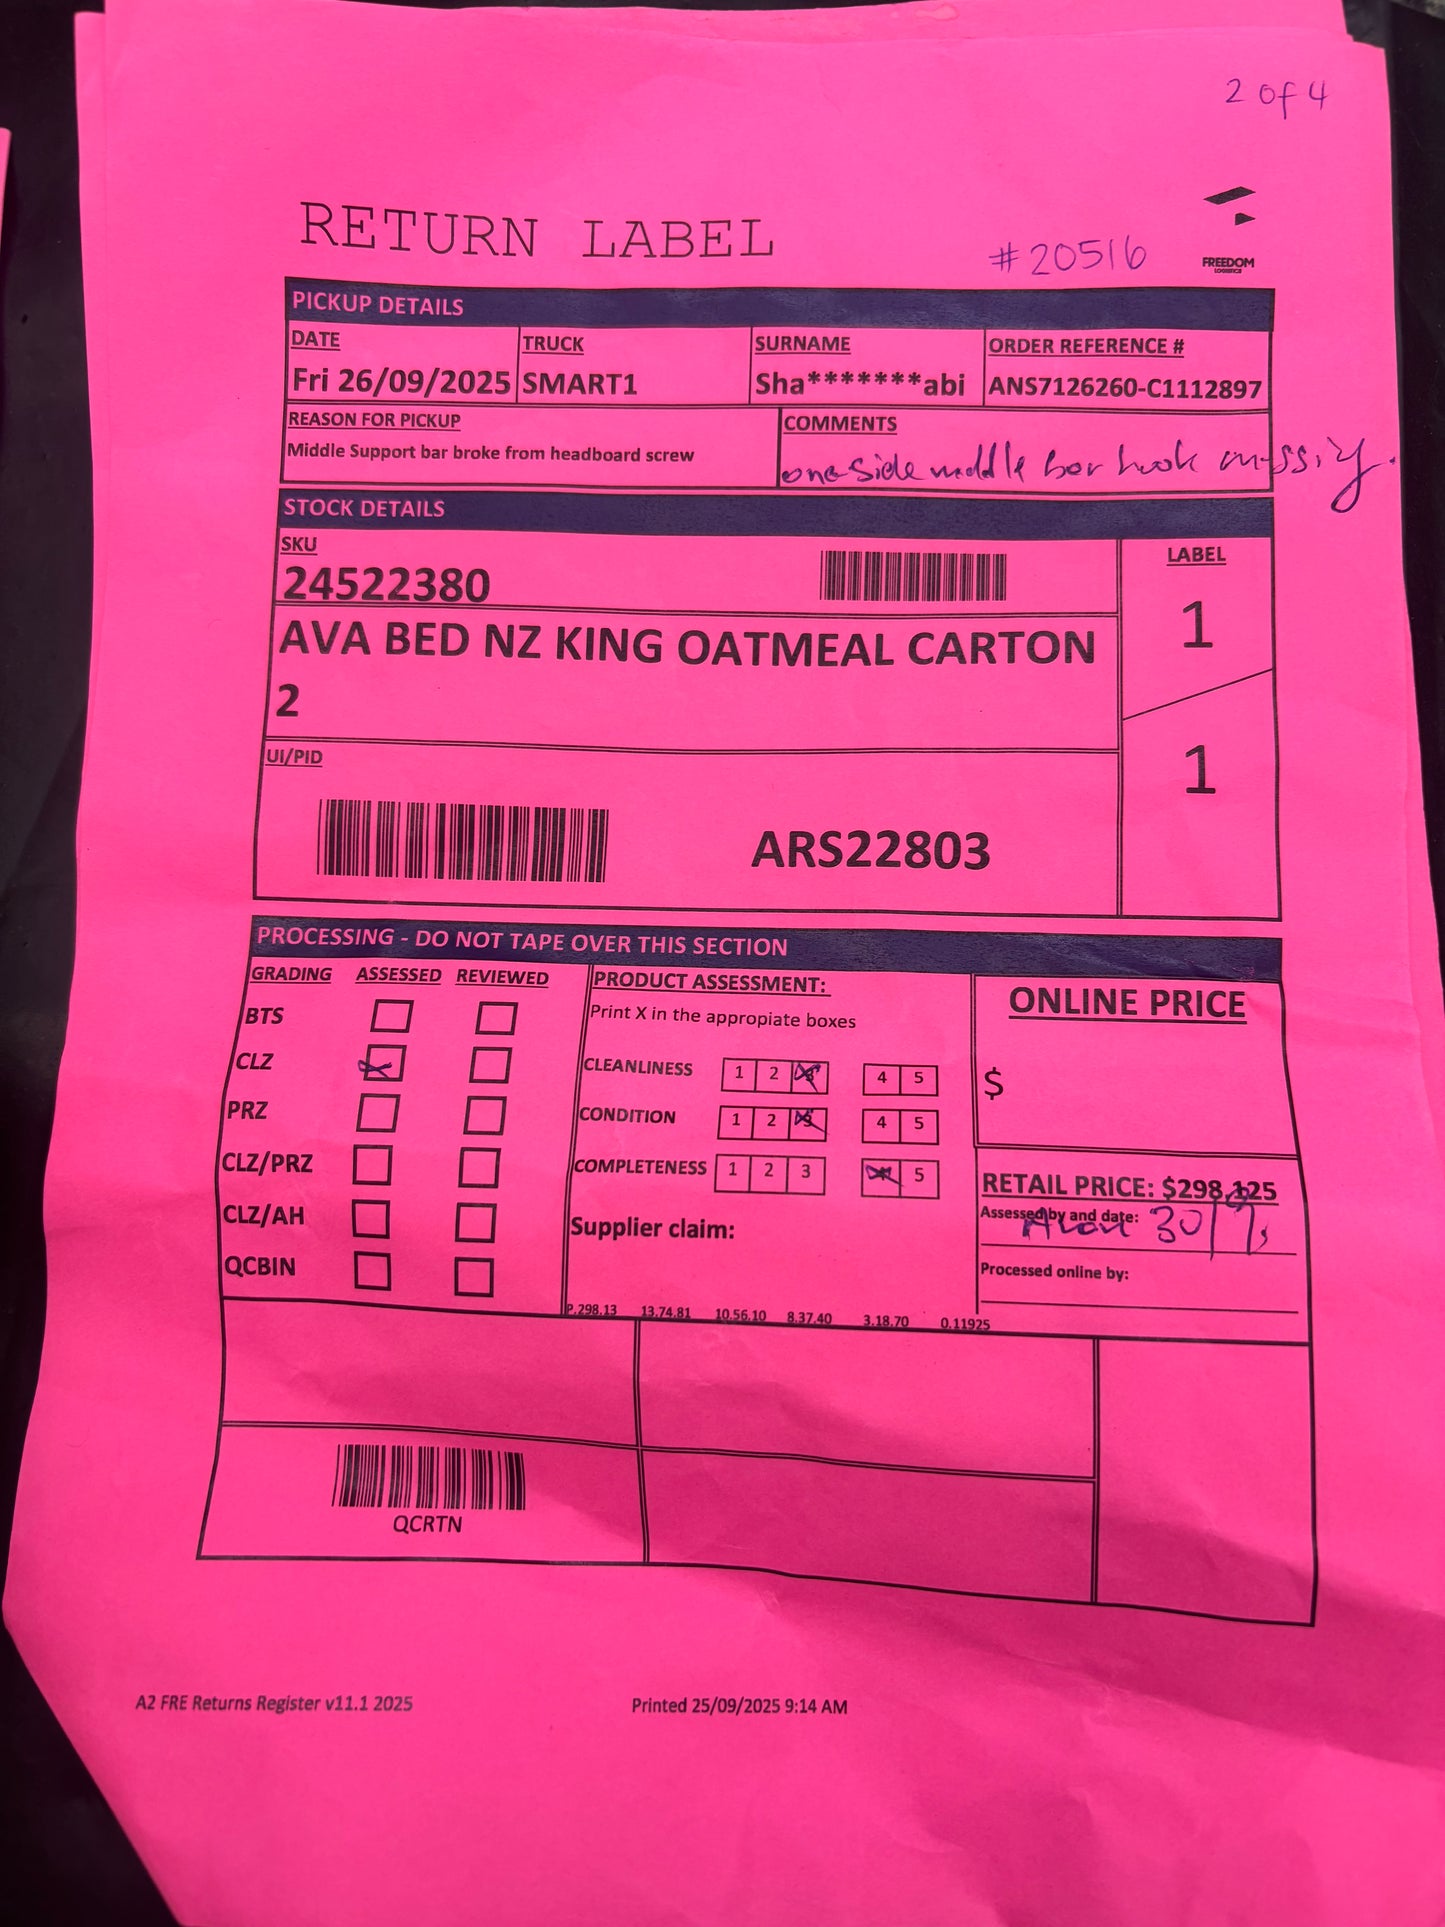 2 of 4
RETURN LABEL
#20516
FREEDOM
LOGISTICS
PICKUP DETAILS
DATE TRUCK SURNAME ORDER REFERENCE #
Fri 26/09/2025 SMART1 Sha*******abi ANS7126260-C1112897
REASON FOR PICKUP COMMENTS
Middle Support bar broke from headboard screw one side middle bar hook missing.
STOCK DETAILS
SKU LABEL
24522380 1
AVA BED NZ KING OATMEAL CARTON
2
UI/PID
ARS22803 1
PROCESSING - DO NOT TAPE OVER THIS SECTION
GRADING ASSESSED REVIEWED PRODUCT ASSESSMENT: ONLINE PRICE
BTS Print X in the appropiate boxes
CLZ CLEANLINESS 1 2 3 4 5 $
PRZ CONDITION 1 2 3 4 5
CLZ/PRZ COMPLETENESS 1 2 3 4 5 RETAIL PRICE: $298.125
CLZ/AH Supplier claim: Assessed by and date:
30/9
QCBIN Processed online by:
P.298.13 13.74.81 10.56.10 8.37.40 3.18.70 0.11925
QCRTN
A2 FRE Returns Register v11.1 2025 Printed 25/09/2025 9:14 AM